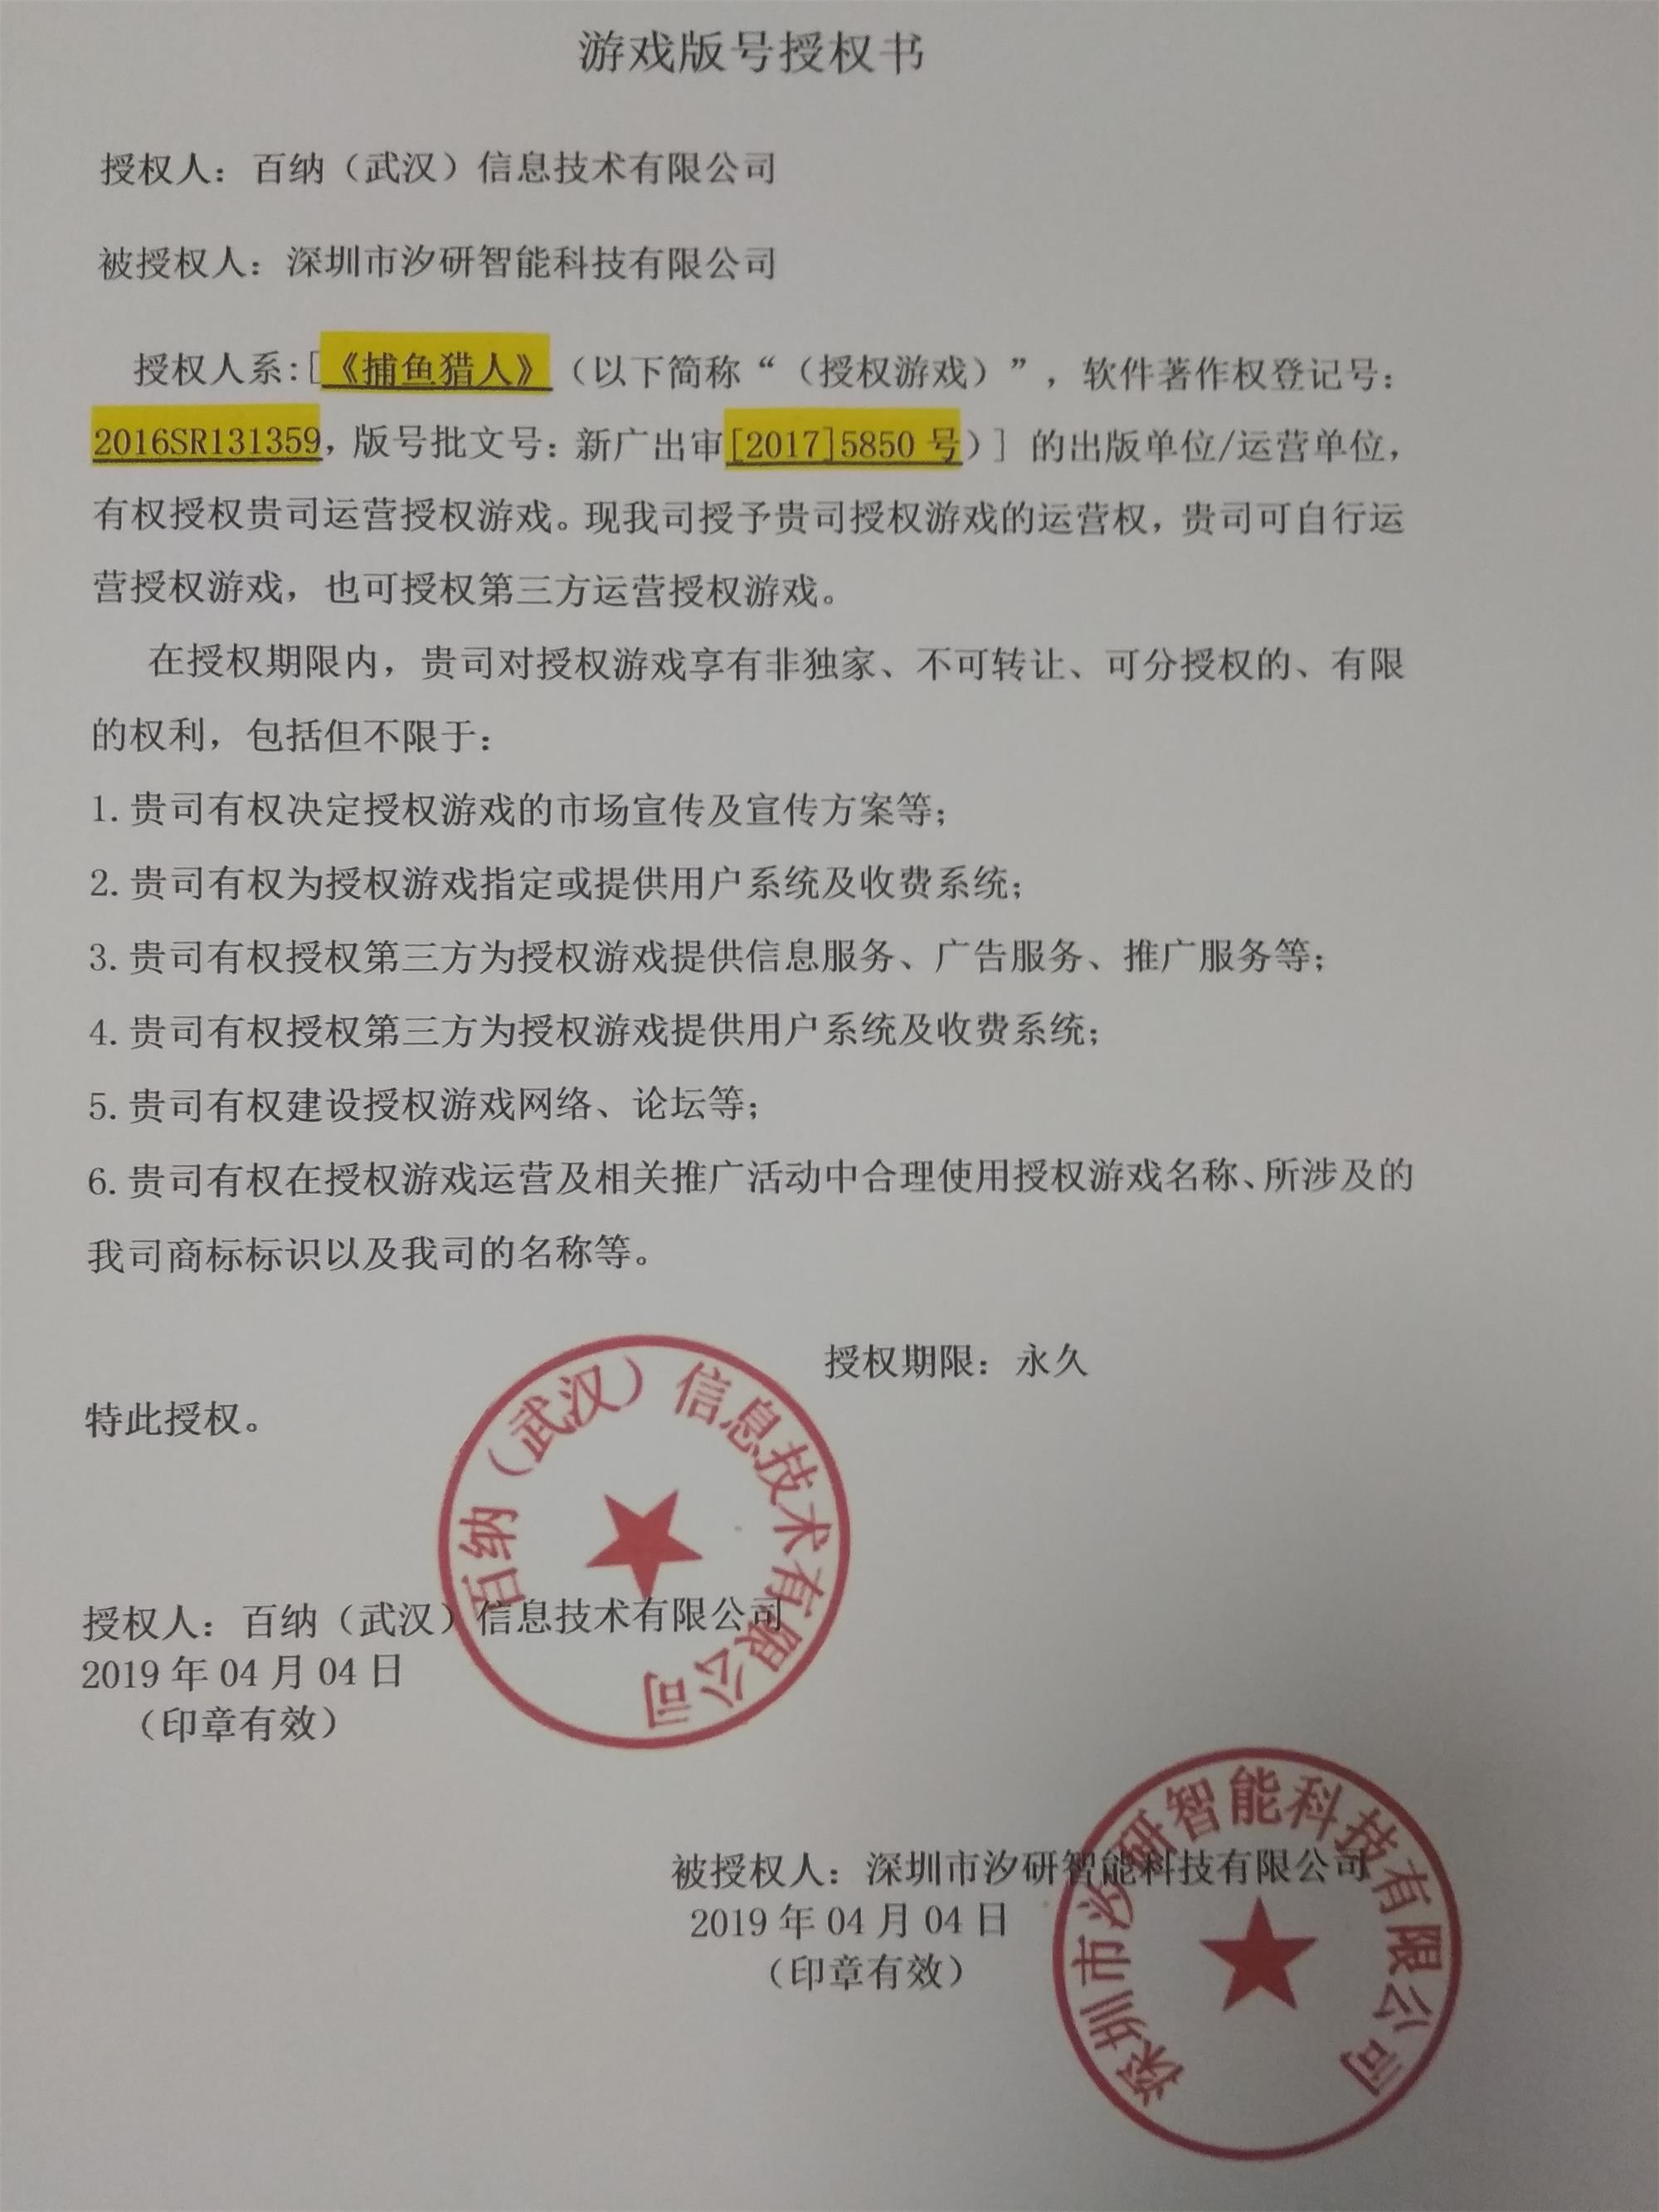 游戏版号授权书
授权人：百纳（武汉）信息技术有限公司
被授权人：深圳市汐研智能科技有限公司
授权人系:[《捕鱼猎人》（以下简称“（授权游戏）”，软件著作权登记号：
2016SR131359，版号批文号：新广出审[2017]5850 号）] 的出版单位/运营单位，
有权授权贵司运营授权游戏。现我司授予贵司授权游戏的运营权，贵司可自行运
营授权游戏，也可授权第三方运营授权游戏。
在授权期限内，贵司对授权游戏享有非独家、不可转让、可分授权的、有限
的权利，包括但不限于：
1. 贵司有权决定授权游戏的市场宣传及宣传方案等；
2. 贵司有权为授权游戏指定或提供用户系统及收费系统；
3. 贵司有权授权第三方为授权游戏提供信息服务、广告服务、推广服务等；
4. 贵司有权授权第三方为授权游戏提供用户系统及收费系统；
5. 贵司有权建设授权游戏网络、论坛等；
6. 贵司有权在授权游戏运营及相关推广活动中合理使用授权游戏名称、所涉及的
我司商标标识以及我司的名称等。
授权期限：永久
特此授权。
百纳（武汉）信息技术有限公司
授权人：百纳（武汉）信息技术有限公司
2019 年 04 月 04 日
（印章有效）
被授权人：深圳市汐研智能科技有限公司
2019 年 04 月 04 日
（印章有效）
深圳市汐研智能科技有限公司